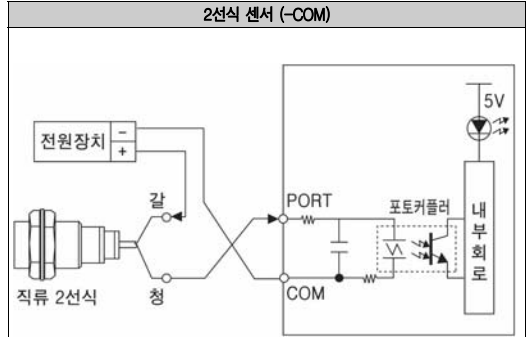 2선식 센서 (-COM)
5V
전원장치
−
+
갈
PORT
포토커플러
내부회로
직류 2선식
청
COM